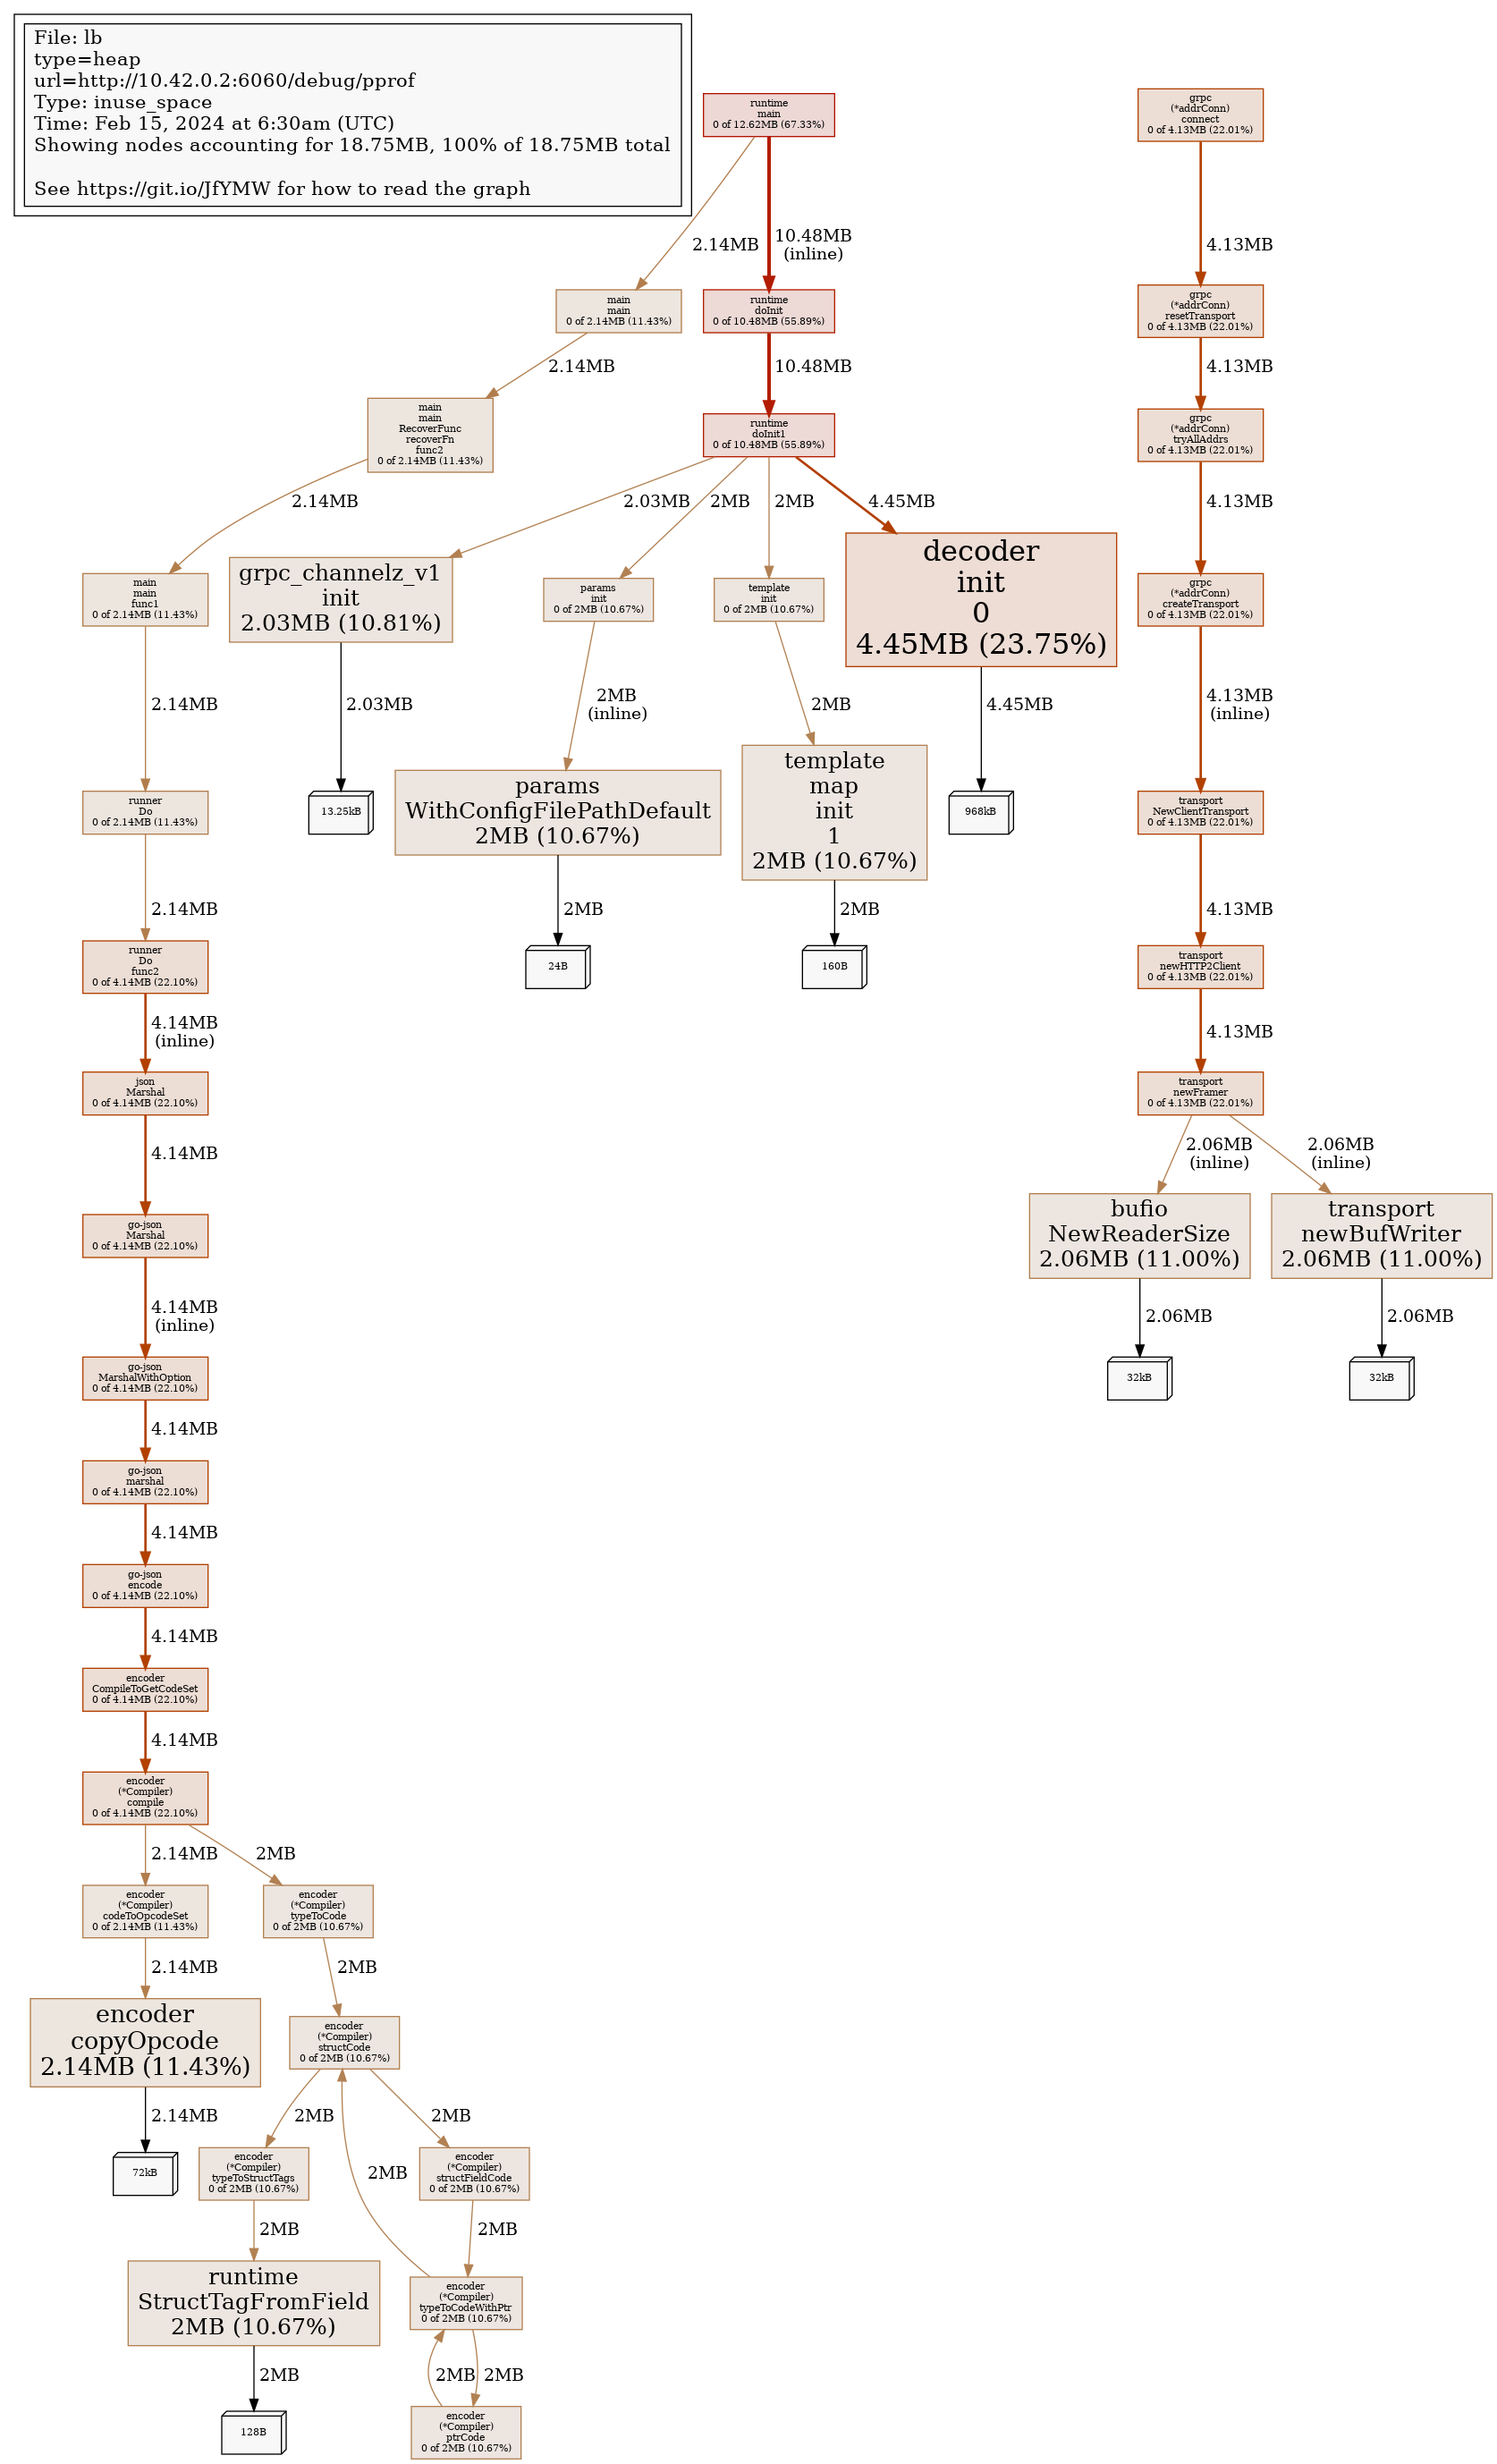 File: lb
type=heap
url=http://10.42.0.2:6060/debug/pprof
Type: inuse_space
Time: Feb 15, 2024 at 6:30am (UTC)
Showing nodes accounting for 18.75MB, 100% of 18.75MB total
See https://git.io/JfYMW for how to read the graph
runtime
main
0 of 12.62MB (67.33%)
grpc
(*addrConn)
connect
0 of 4.13MB (22.01%)
2.14MB
10.48MB
(inline)
4.13MB
main
main
0 of 2.14MB (11.43%)
runtime
doInit
0 of 10.48MB (55.89%)
grpc
(*addrConn)
resetTransport
0 of 4.13MB (22.01%)
2.14MB
10.48MB
4.13MB
main
main
RecoverFunc
recoverFn
func2
0 of 2.14MB (11.43%)
runtime
doInit1
0 of 10.48MB (55.89%)
grpc
(*addrConn)
tryAllAddrs
0 of 4.13MB (22.01%)
2.14MB
2.03MB
2MB
2MB
4.45MB
4.13MB
main
main
func1
0 of 2.14MB (11.43%)
grpc_channelz_v1
init
2.03MB (10.81%)
params
init
0 of 2MB (10.67%)
template
init
0 of 2MB (10.67%)
decoder
init
0
4.45MB (23.75%)
grpc
(*addrConn)
createTransport
0 of 4.13MB (22.01%)
2.14MB
2.03MB
2MB
(inline)
2MB
4.45MB
4.13MB
(inline)
runner
Do
0 of 2.14MB (11.43%)
13.25kB
params
WithConfigFilePathDefault
2MB (10.67%)
template
map
init
1
2MB (10.67%)
968kB
transport
NewClientTransport
0 of 4.13MB (22.01%)
2.14MB
2MB
2MB
4.13MB
runner
Do
func2
0 of 4.14MB (22.10%)
24B
160B
transport
newHTTP2Client
0 of 4.13MB (22.01%)
4.14MB
(inline)
4.13MB
json
Marshal
0 of 4.14MB (22.10%)
transport
newFramer
0 of 4.13MB (22.01%)
4.14MB
2.06MB
(inline)
2.06MB
(inline)
go-json
Marshal
0 of 4.14MB (22.10%)
bufio
NewReaderSize
2.06MB (11.00%)
transport
newBufWriter
2.06MB (11.00%)
4.14MB
(inline)
2.06MB
2.06MB
go-json
MarshalWithOption
0 of 4.14MB (22.10%)
32kB
32kB
4.14MB
go-json
marshal
0 of 4.14MB (22.10%)
4.14MB
go-json
encode
0 of 4.14MB (22.10%)
4.14MB
encoder
CompileToGetCodeSet
0 of 4.14MB (22.10%)
4.14MB
encoder
(*Compiler)
compile
0 of 4.14MB (22.10%)
2.14MB
2MB
encoder
(*Compiler)
codeToOpcodeSet
0 of 2.14MB (11.43%)
encoder
(*Compiler)
typeToCode
0 of 2MB (10.67%)
2.14MB
2MB
encoder
copyOpcode
2.14MB (11.43%)
encoder
(*Compiler)
structCode
0 of 2MB (10.67%)
2.14MB
2MB
2MB
2MB
72kB
encoder
(*Compiler)
typeToStructTags
0 of 2MB (10.67%)
encoder
(*Compiler)
structFieldCode
0 of 2MB (10.67%)
2MB
2MB
runtime
StructTagFromField
2MB (10.67%)
encoder
(*Compiler)
typeToCodeWithPtr
0 of 2MB (10.67%)
2MB
2MB
2MB
128B
encoder
(*Compiler)
ptrCode
0 of 2MB (10.67%)